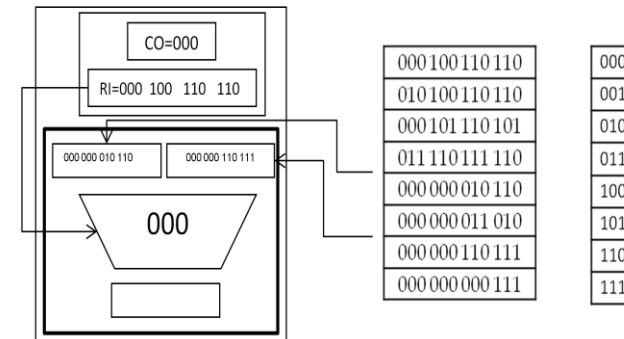 CO=000
RI=000 100 110 110
000 000 010 110
000 000 110 111
000
000 100 110 110
010 100 110 110
000 101 110 101
011 110 111 110
000 000 010 110
000 000 011 010
000 000 110 111
000 000 000 111
000
001
010
011
100
101
110
111